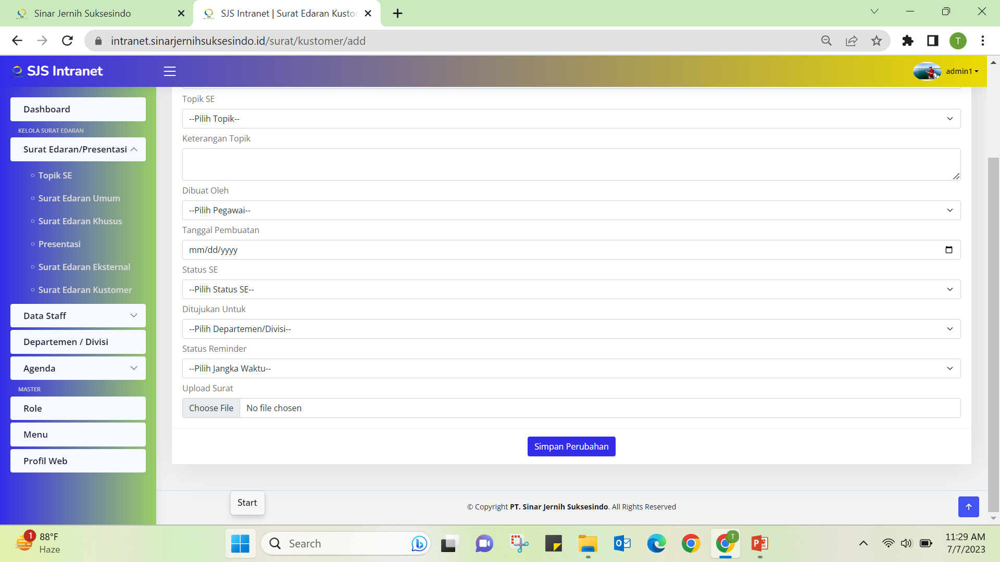 Sinar Jernih Suksesindo
SJS Intranet | Surat Edaran Kusto
intranet.sinarjernihsuksesindo.id/surat/kustomer/add
T
SJS Intranet
admin1
Dashboard
KELOLA SURAT EDARAN
Surat Edaran/Presentasi
Topik SE
Surat Edaran Umum
Surat Edaran Khusus
Presentasi
Surat Edaran Eksternal
Surat Edaran Kustomer
Data Staff
Departemen / Divisi
Agenda
MASTER
Role
Menu
Profil Web
Topik SE
--Pilih Topik--
Keterangan Topik
Dibuat Oleh
--Pilih Pegawai--
Tanggal Pembuatan
mm/dd/yyyy
Status SE
--Pilih Status SE--
Ditujukan Untuk
--Pilih Departemen/Divisi--
Status Reminder
--Pilih Jangka Waktu--
Upload Surat
Choose File No file chosen
Simpan Perubahan
Start
© Copyright PT. Sinar Jernih Suksesindo. All Rights Reserved
1
88°F
Haze
Search
T
11:29 AM
7/7/2023